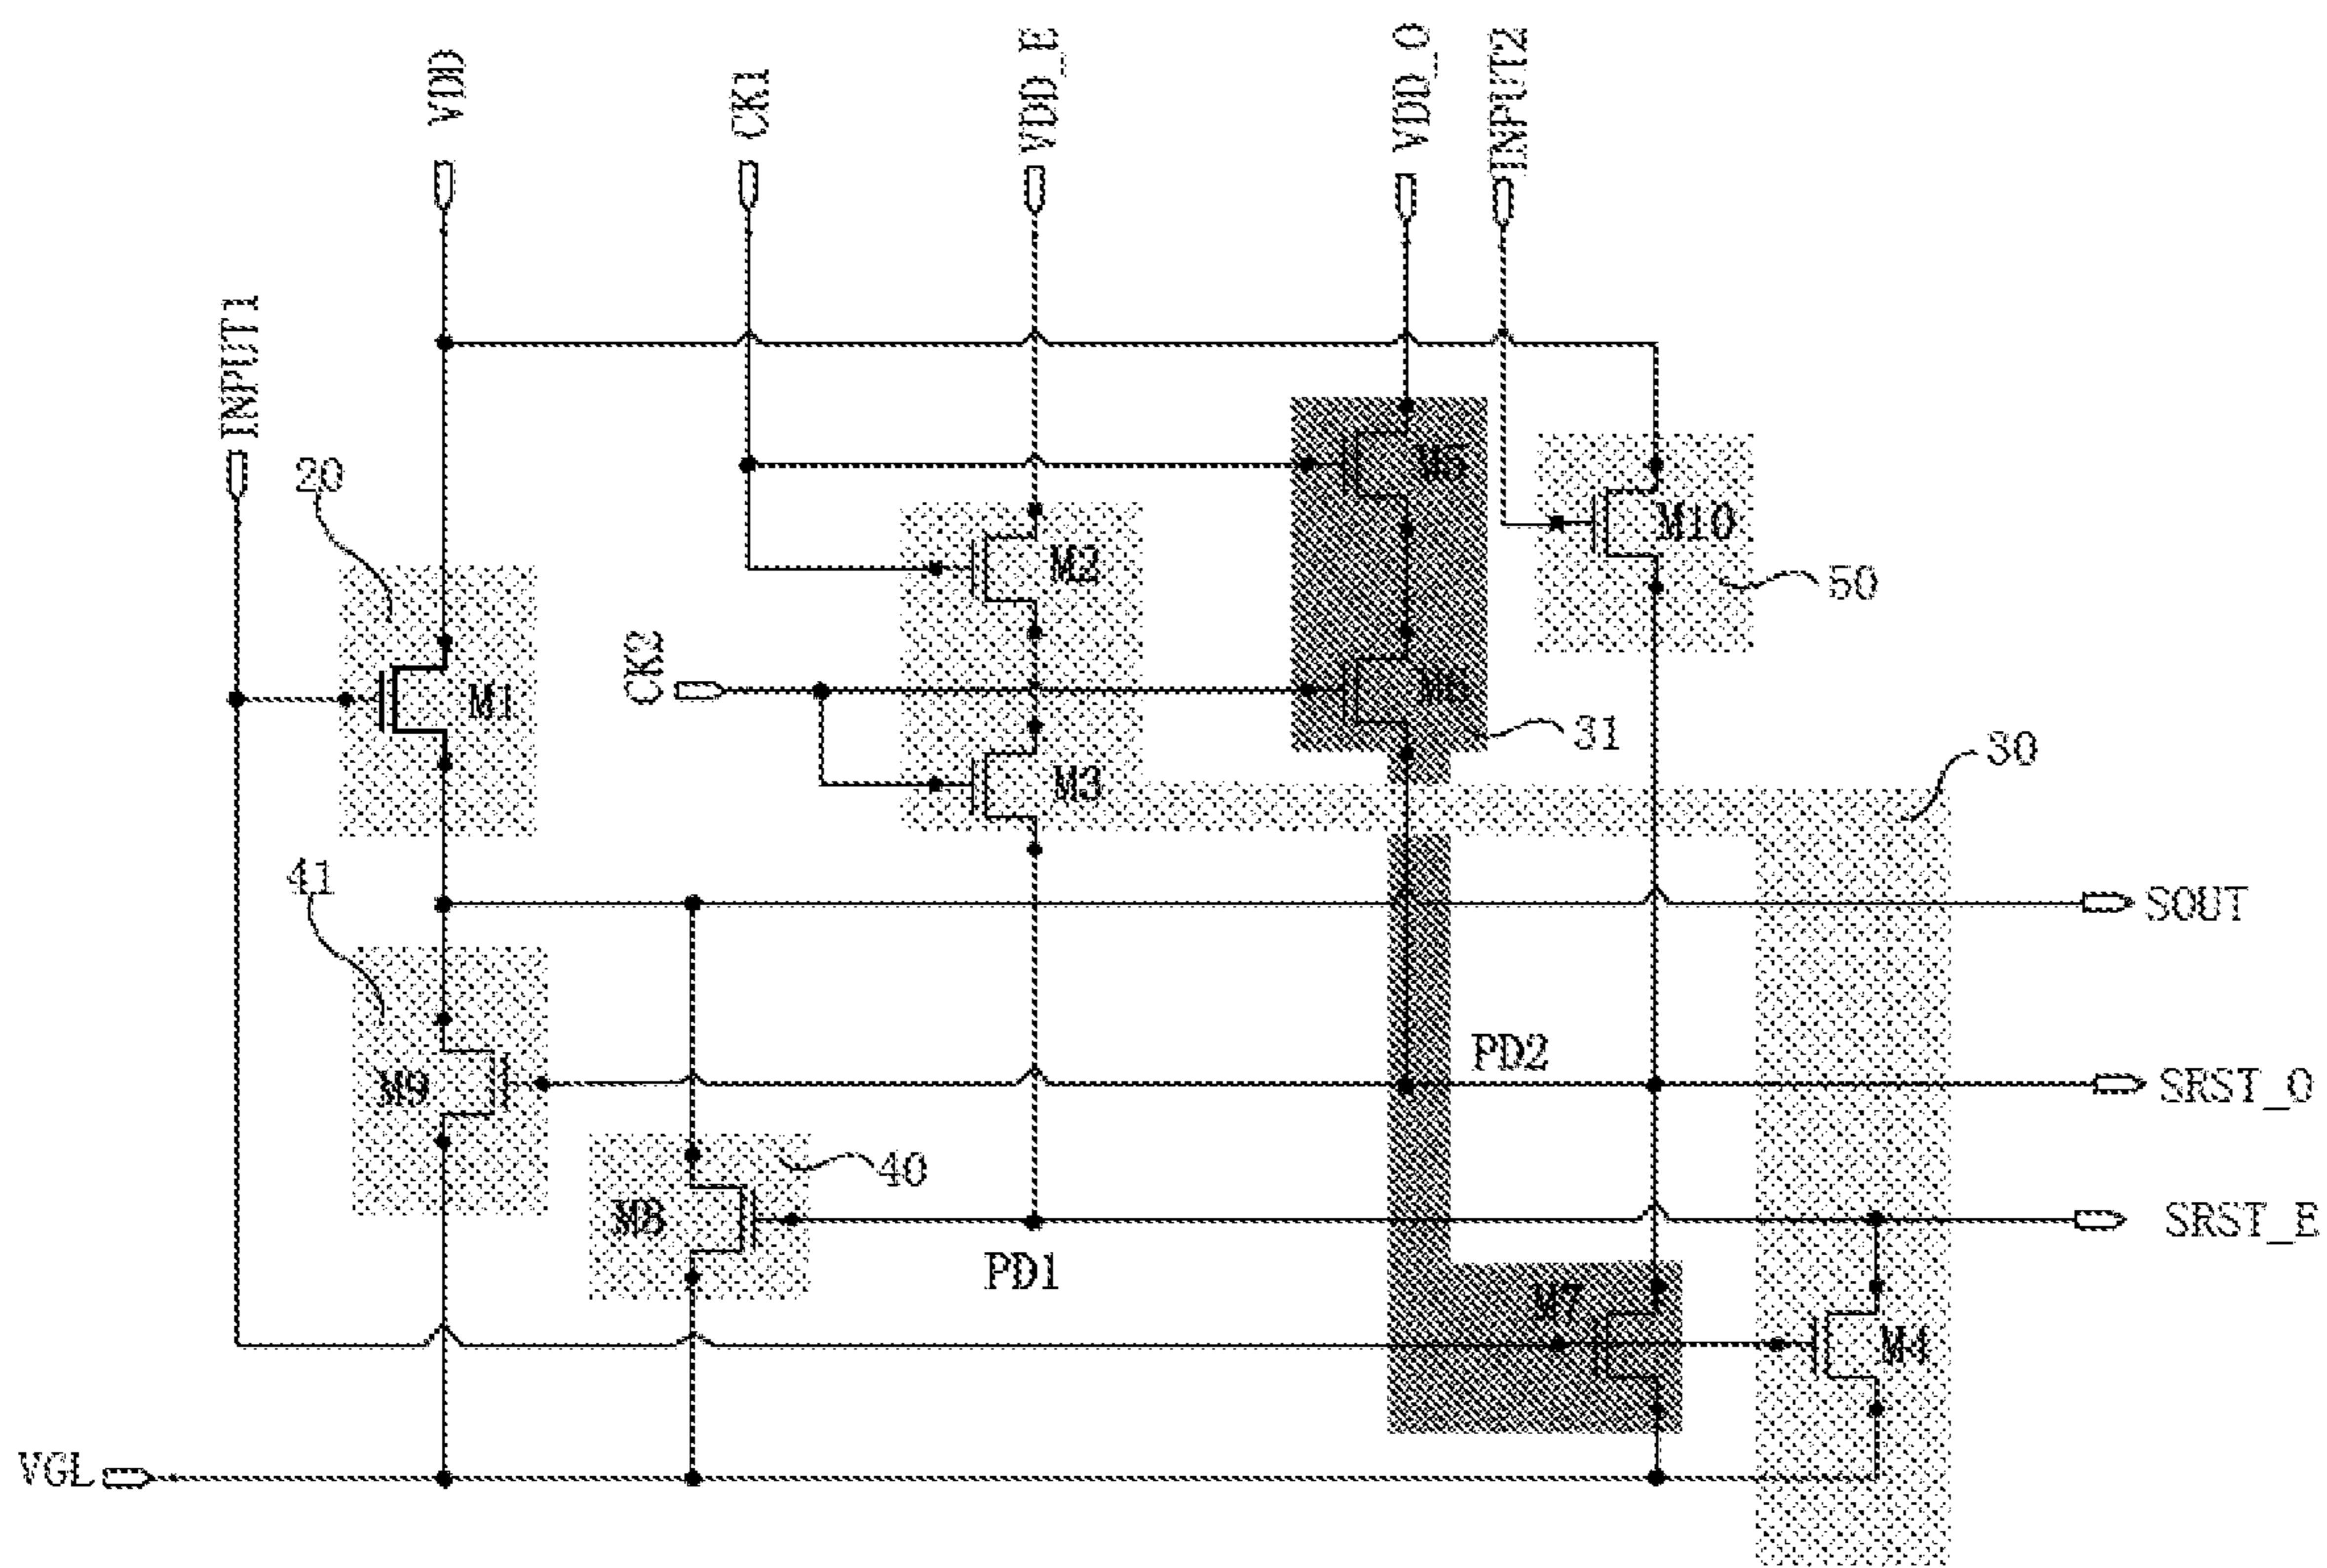 VDD
CK1
VDD_E
VDD_O
INPUT2
INPUT1
20
M5
M10
M2
50
CK2
M1
M6
31
30
M3
41
SOUT
PD2
M9
SRST_O
40
M8
SRST_E
PD1
M7
M4
VGL